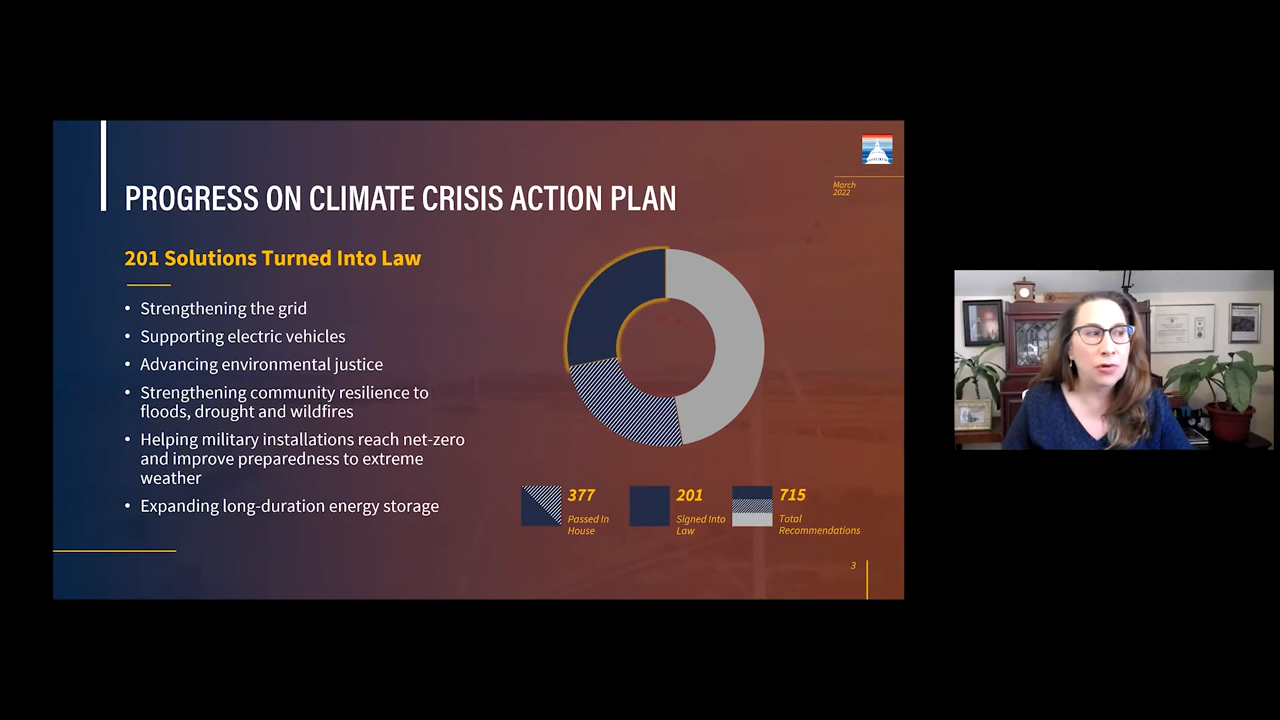 March
2022
PROGRESS ON CLIMATE CRISIS ACTION PLAN
201 Solutions Turned Into Law
• Strengthening the grid
• Supporting electric vehicles
• Advancing environmental justice
• Strengthening community resilience to
floods, drought and wildfires
• Helping military installations reach net-zero
and improve preparedness to extreme
weather
• Expanding long-duration energy storage
377
Passed In
House
201
Signed Into
Law
715
Total
Recommendations
3